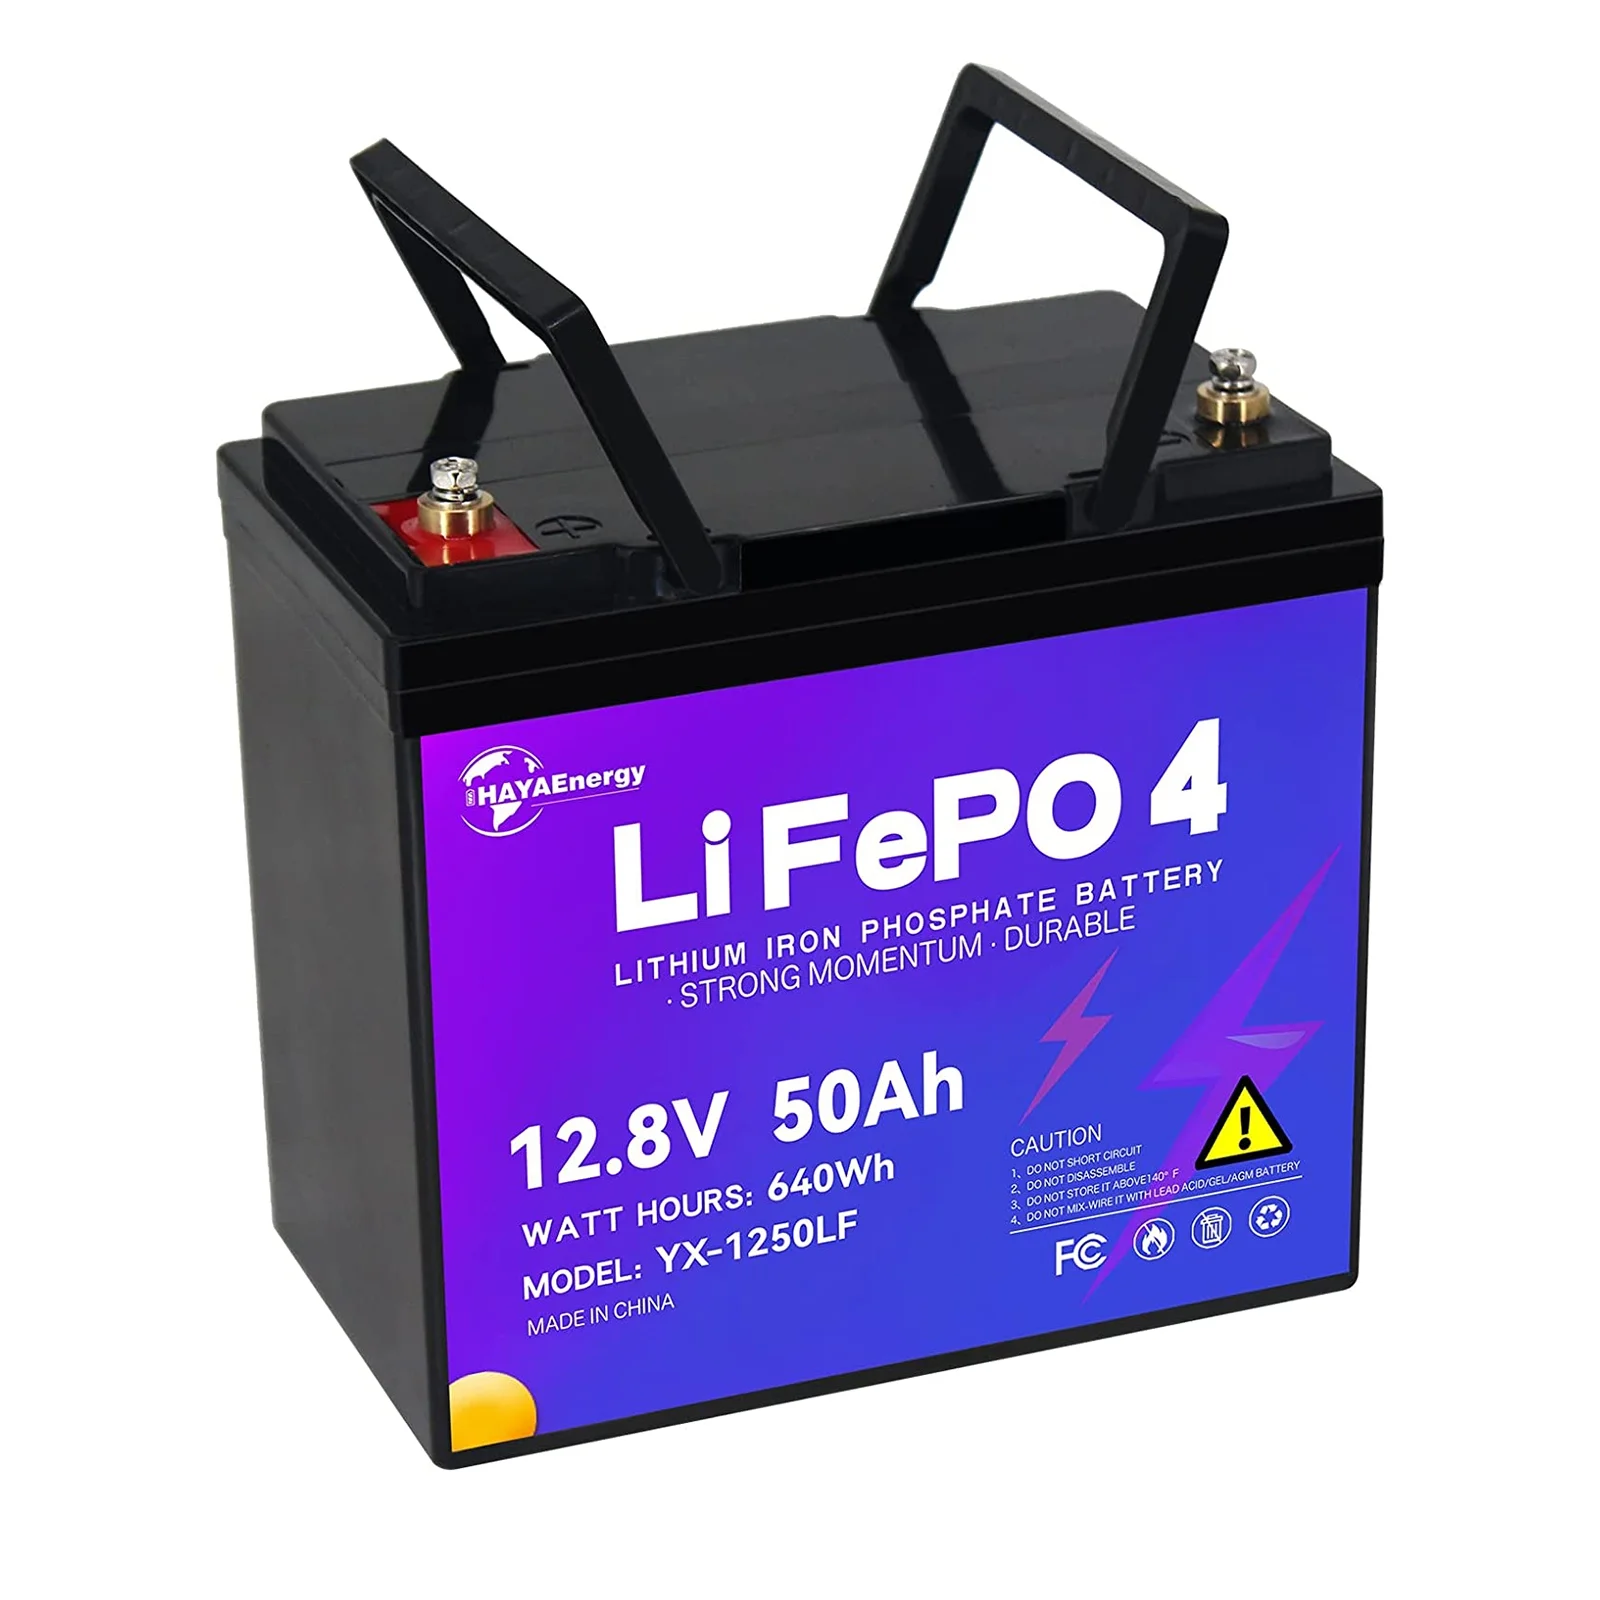 HAYAEnergy
LiFePO4
LITHIUM IRON PHOSPHATE BATTERY
· STRONG MOMENTUM · DURABLE
12.8V 50Ah
WATT HOURS: 640Wh
MODEL: YX-1250LF
MADE IN CHINA
CAUTION
1、DO NOT SHORT CIRCUIT
2、DO NOT DISASSEMBLE
3、DO NOT STORE IT ABOVE140° F
4、DO NOT MIX-WIRE IT WITH LEAD ACID/GEL/AGM BATTERY
FC